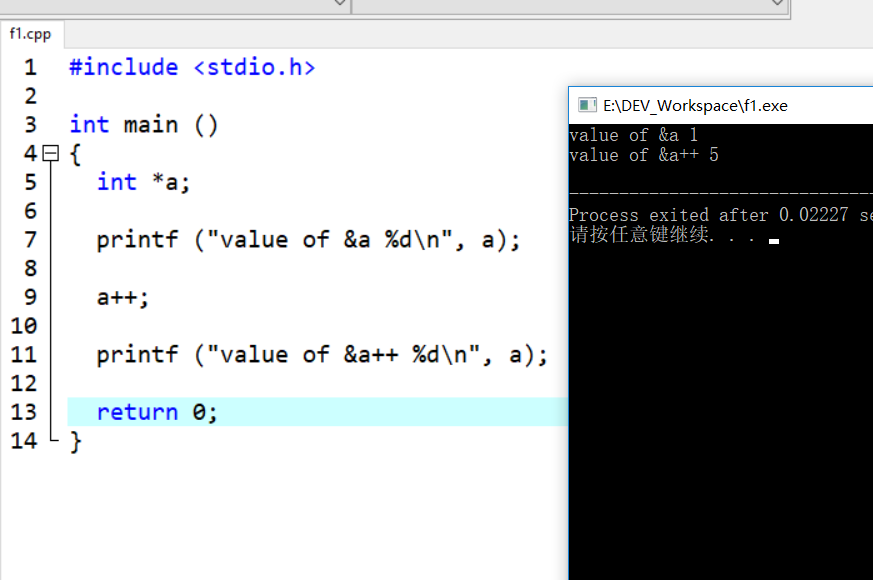 f1.cpp
1 #include <stdio.h>
2
3 int main ()
4 {
5 int *a;
6
7 printf ("value of &a %d\n", a);
8
9 a++;
10
11 printf ("value of &a++ %d\n", a);
12
13 return 0;
14 }
E:\DEV_Workspace\f1.exe
value of &a 1
value of &a++ 5
--------------------------------
Process exited after 0.02227 se
请按任意键继续. . .